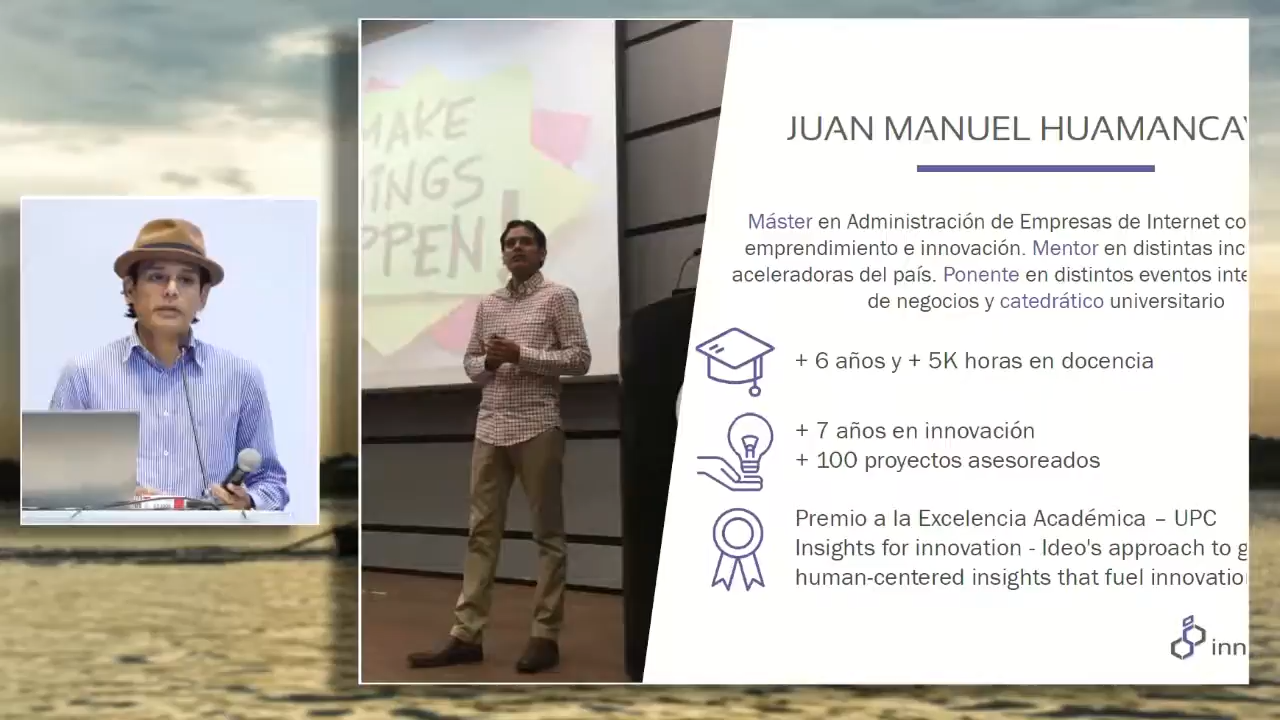 MAKE
THINGS
HAPPEN!
JUAN MANUEL HUAMANCA
Máster en Administración de Empresas de Internet co
emprendimiento e innovación. Mentor en distintas inc
aceleradoras del país. Ponente en distintos eventos inte
de negocios y catedrático universitario
+ 6 años y + 5K horas en docencia
+ 7 años en innovación
+ 100 proyectos asesoreados
Premio a la Excelencia Académica – UPC
Insights for innovation - Ideo's approach to g
human-centered insights that fuel innovatio
inn